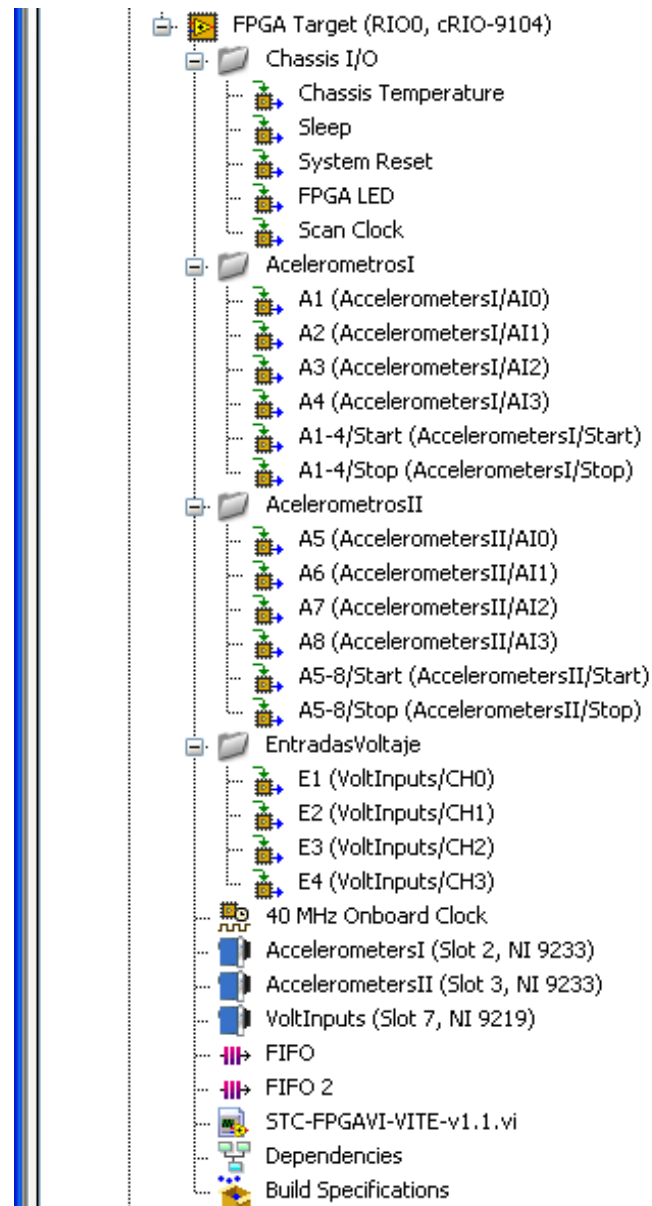 FPGA Target (RIO0, cRIO-9104)
Chassis I/O
Chassis Temperature
Sleep
System Reset
FPGA LED
Scan Clock
AcelerometrosI
A1 (AccelerometersI/AI0)
A2 (AccelerometersI/AI1)
A3 (AccelerometersI/AI2)
A4 (AccelerometersI/AI3)
A1-4/Start (AccelerometersI/Start)
A1-4/Stop (AccelerometersI/Stop)
AcelerometrosII
A5 (AccelerometersII/AI0)
A6 (AccelerometersII/AI1)
A7 (AccelerometersII/AI2)
A8 (AccelerometersII/AI3)
A5-8/Start (AccelerometersII/Start)
A5-8/Stop (AccelerometersII/Stop)
EntradasVoltaje
E1 (VoltInputs/CH0)
E2 (VoltInputs/CH1)
E3 (VoltInputs/CH2)
E4 (VoltInputs/CH3)
40 MHz Onboard Clock
AccelerometersI (Slot 2, NI 9233)
AccelerometersII (Slot 3, NI 9233)
VoltInputs (Slot 7, NI 9219)
FIFO
FIFO 2
STC-FPGAVI-VITE-v1.1.vi
Dependencies
Build Specifications